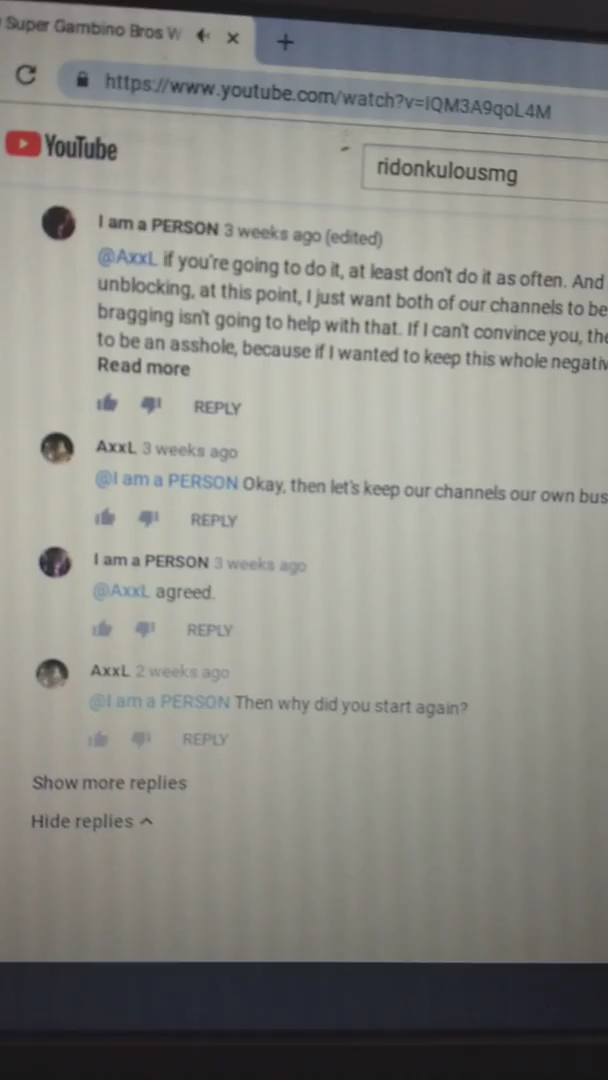 Super Gambino Bros W
https://www.youtube.com/watch?v=IQM3A9qoL4M
YouTube
ridonkulousmg
I am a PERSON 3 weeks ago (edited)
@AxxL if you're going to do it, at least don't do it as often. And
unblocking, at this point, I just want both of our channels to be
bragging isn't going to help with that. If I can't convince you, the
to be an asshole, because if I wanted to keep this whole negativ
Read more
REPLY
AxxL 3 weeks ago
@I am a PERSON Okay, then let's keep our channels our own bus
REPLY
I am a PERSON 3 weeks ago
@AxxL agreed.
REPLY
AxxL 2 weeks ago
@I am a PERSON Then why did you start again?
REPLY
Show more replies
Hide replies